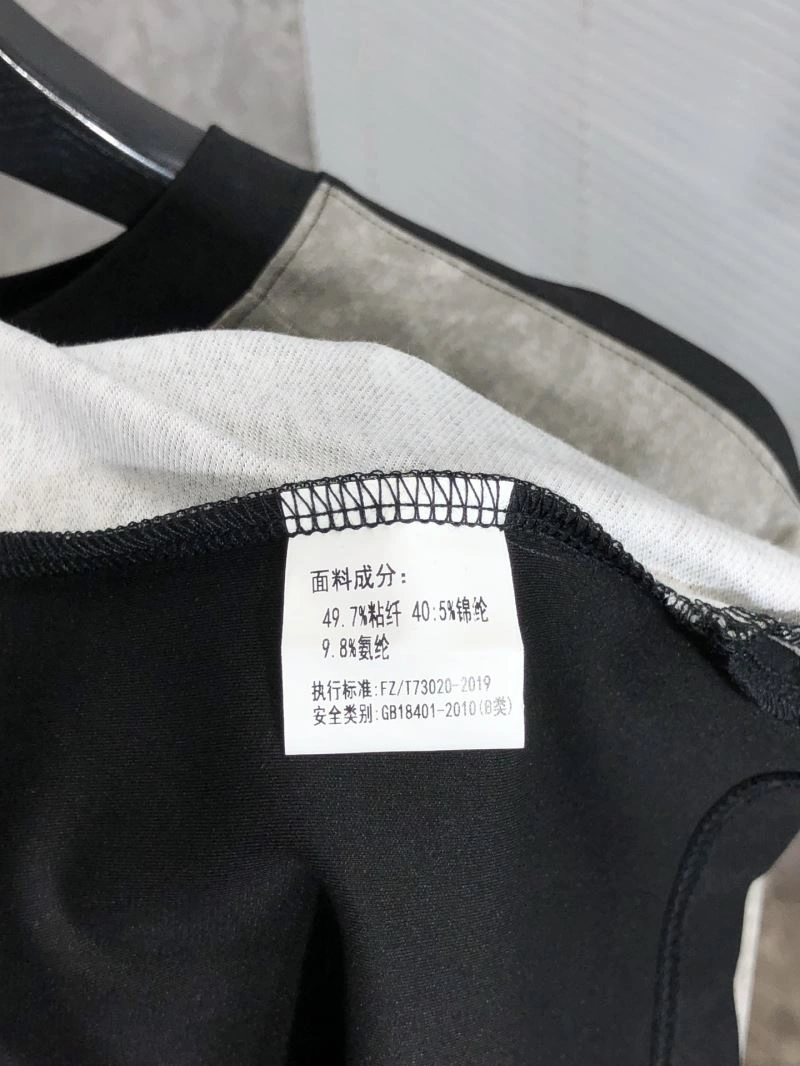 面料成分:
49.7%粘纤 40:5%锦纶
9.8%氨纶
执行标准:FZ/T73020-2019
安全类别:GB18401-2010(B类)